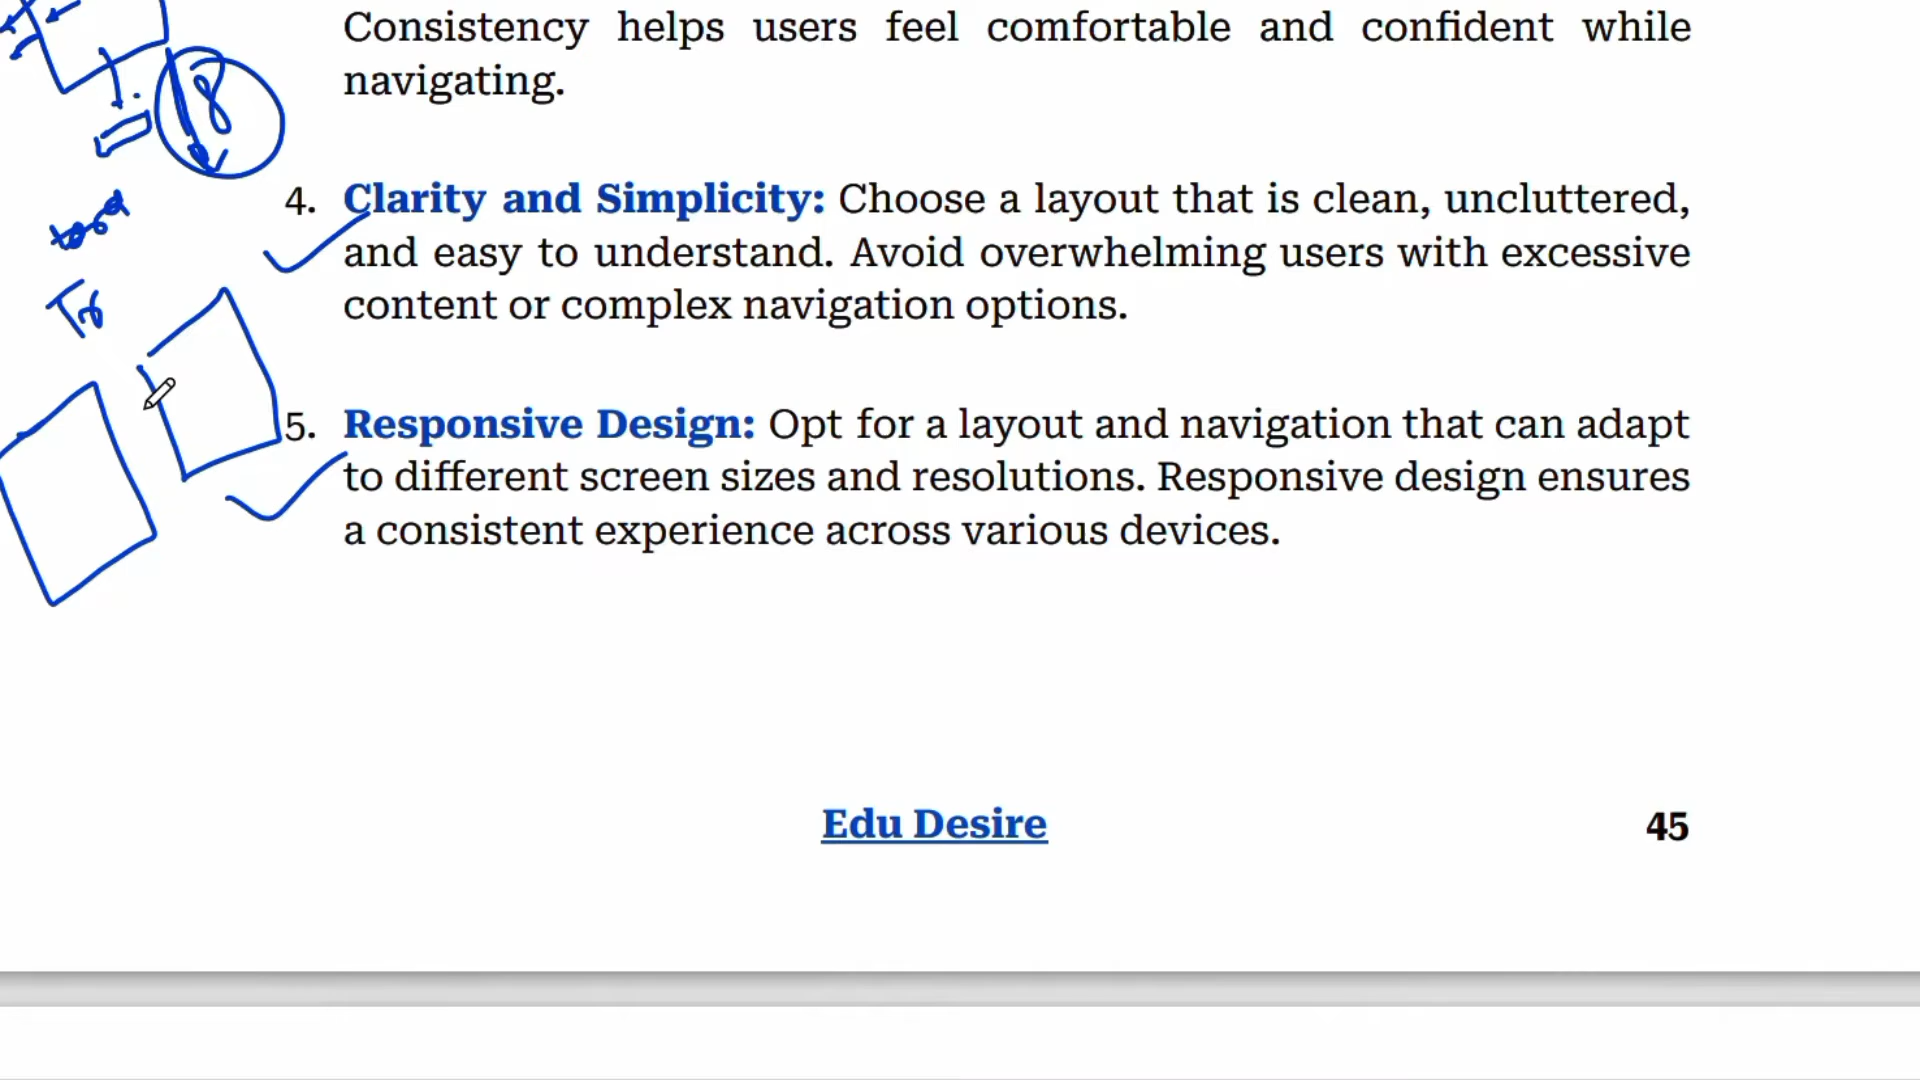 Consistency helps users feel comfortable and confident while
navigating.
18
4. Clarity and Simplicity: Choose a layout that is clean, uncluttered,
and easy to understand. Avoid overwhelming users with excessive
content or complex navigation options.
5. Responsive Design: Opt for a layout and navigation that can adapt
to different screen sizes and resolutions. Responsive design ensures
a consistent experience across various devices.
Edu Desire
45